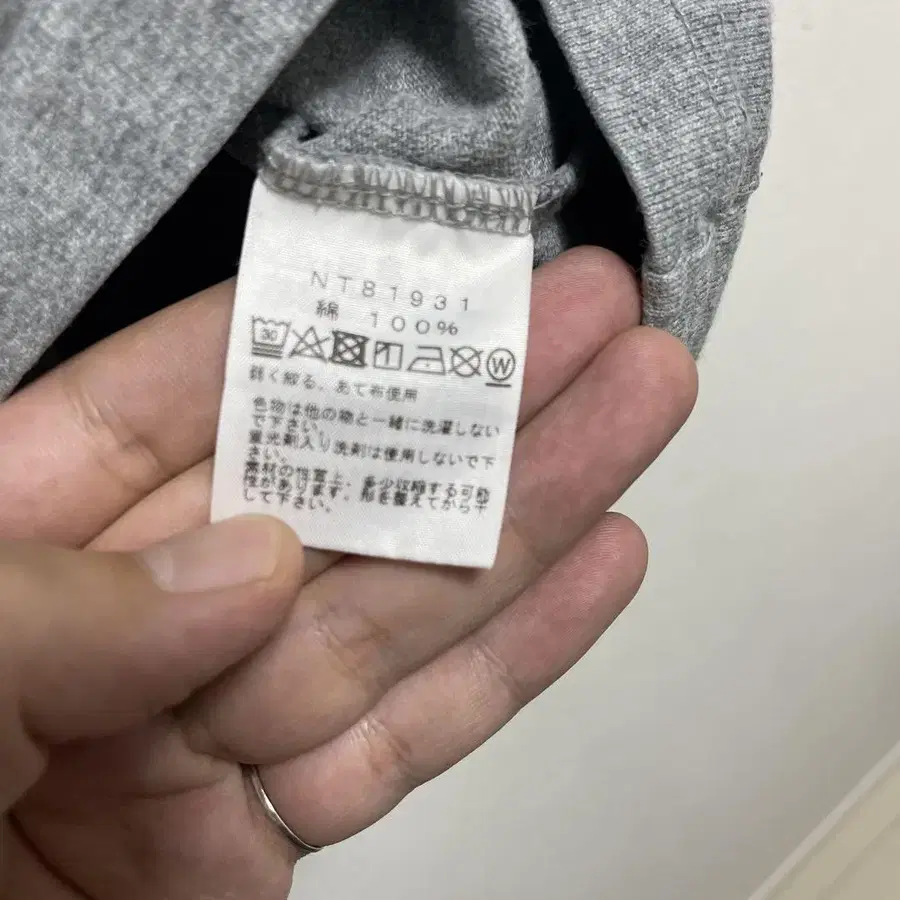 NT81931
綿 100%
30
W
弱く絞る、あて布使用
色物は他の物と一緒に洗濯しない
で下さい。
蛍光剤入り洗剤は使用しないで下
さい。
素材の性質上、多少収縮する可能
性があります、形を整えてから干
して下さい。